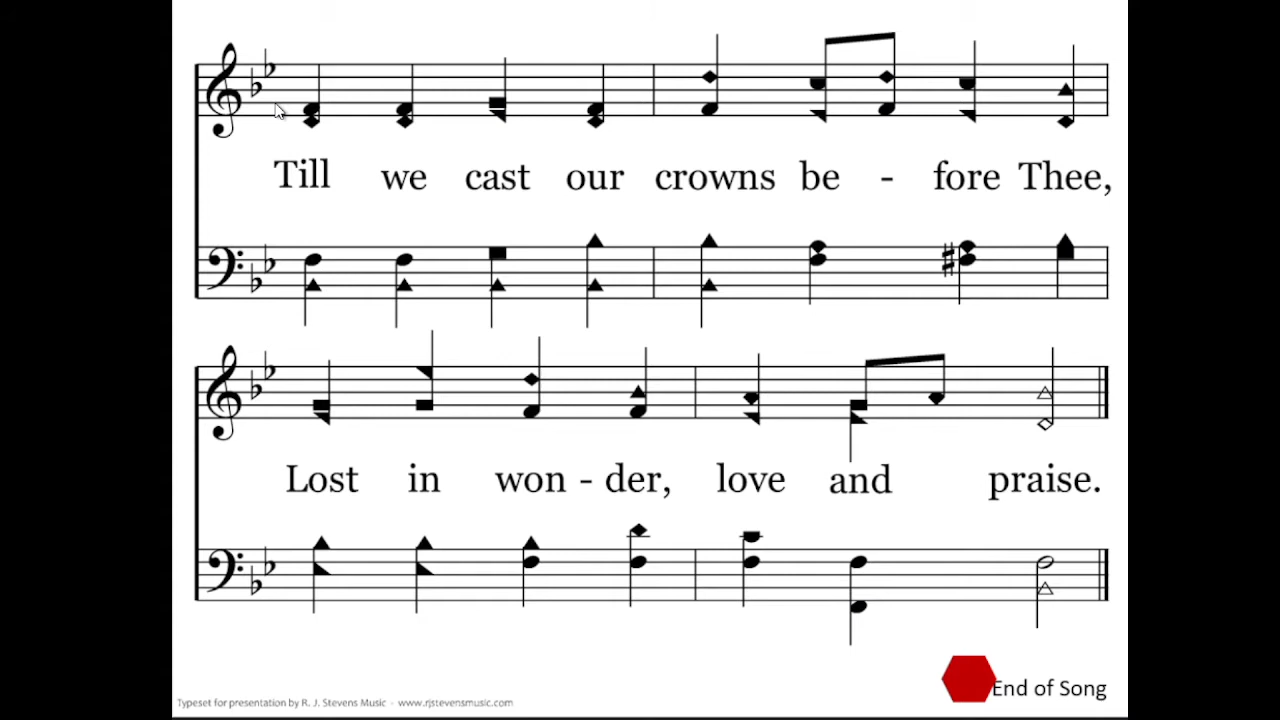 Till we cast our crowns be - fore Thee,
Lost in won - der, love and praise.
End of Song
Typeset for presentation by R. J. Stevens Music - www.rjstevensmusic.com